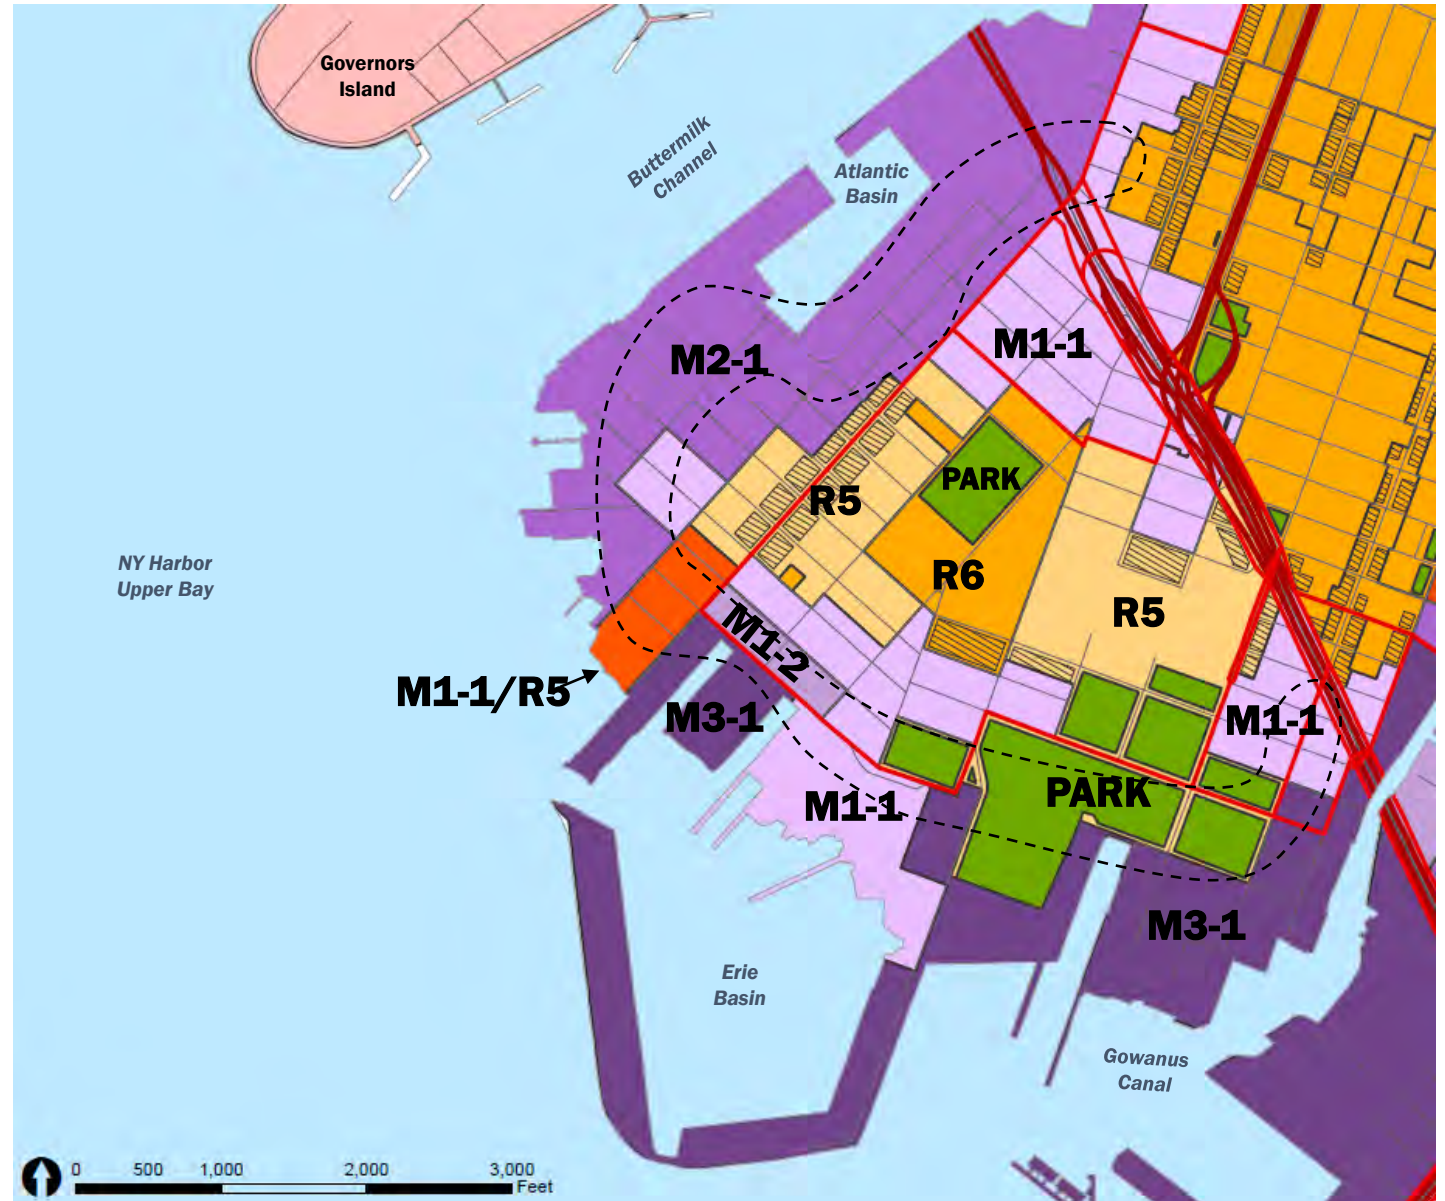 Governors
Island
Buttermilk
Channel
Atlantic
Basin
M2-1
M1-1
R5
PARK
R6
R5
NY Harbor
Upper Bay
M1-2
M1-1/R5
M3-1
M1-1
M1-1
PARK
M3-1
Erie
Basin
Gowanus
Canal
0 500 1,000 2,000 3,000
Feet